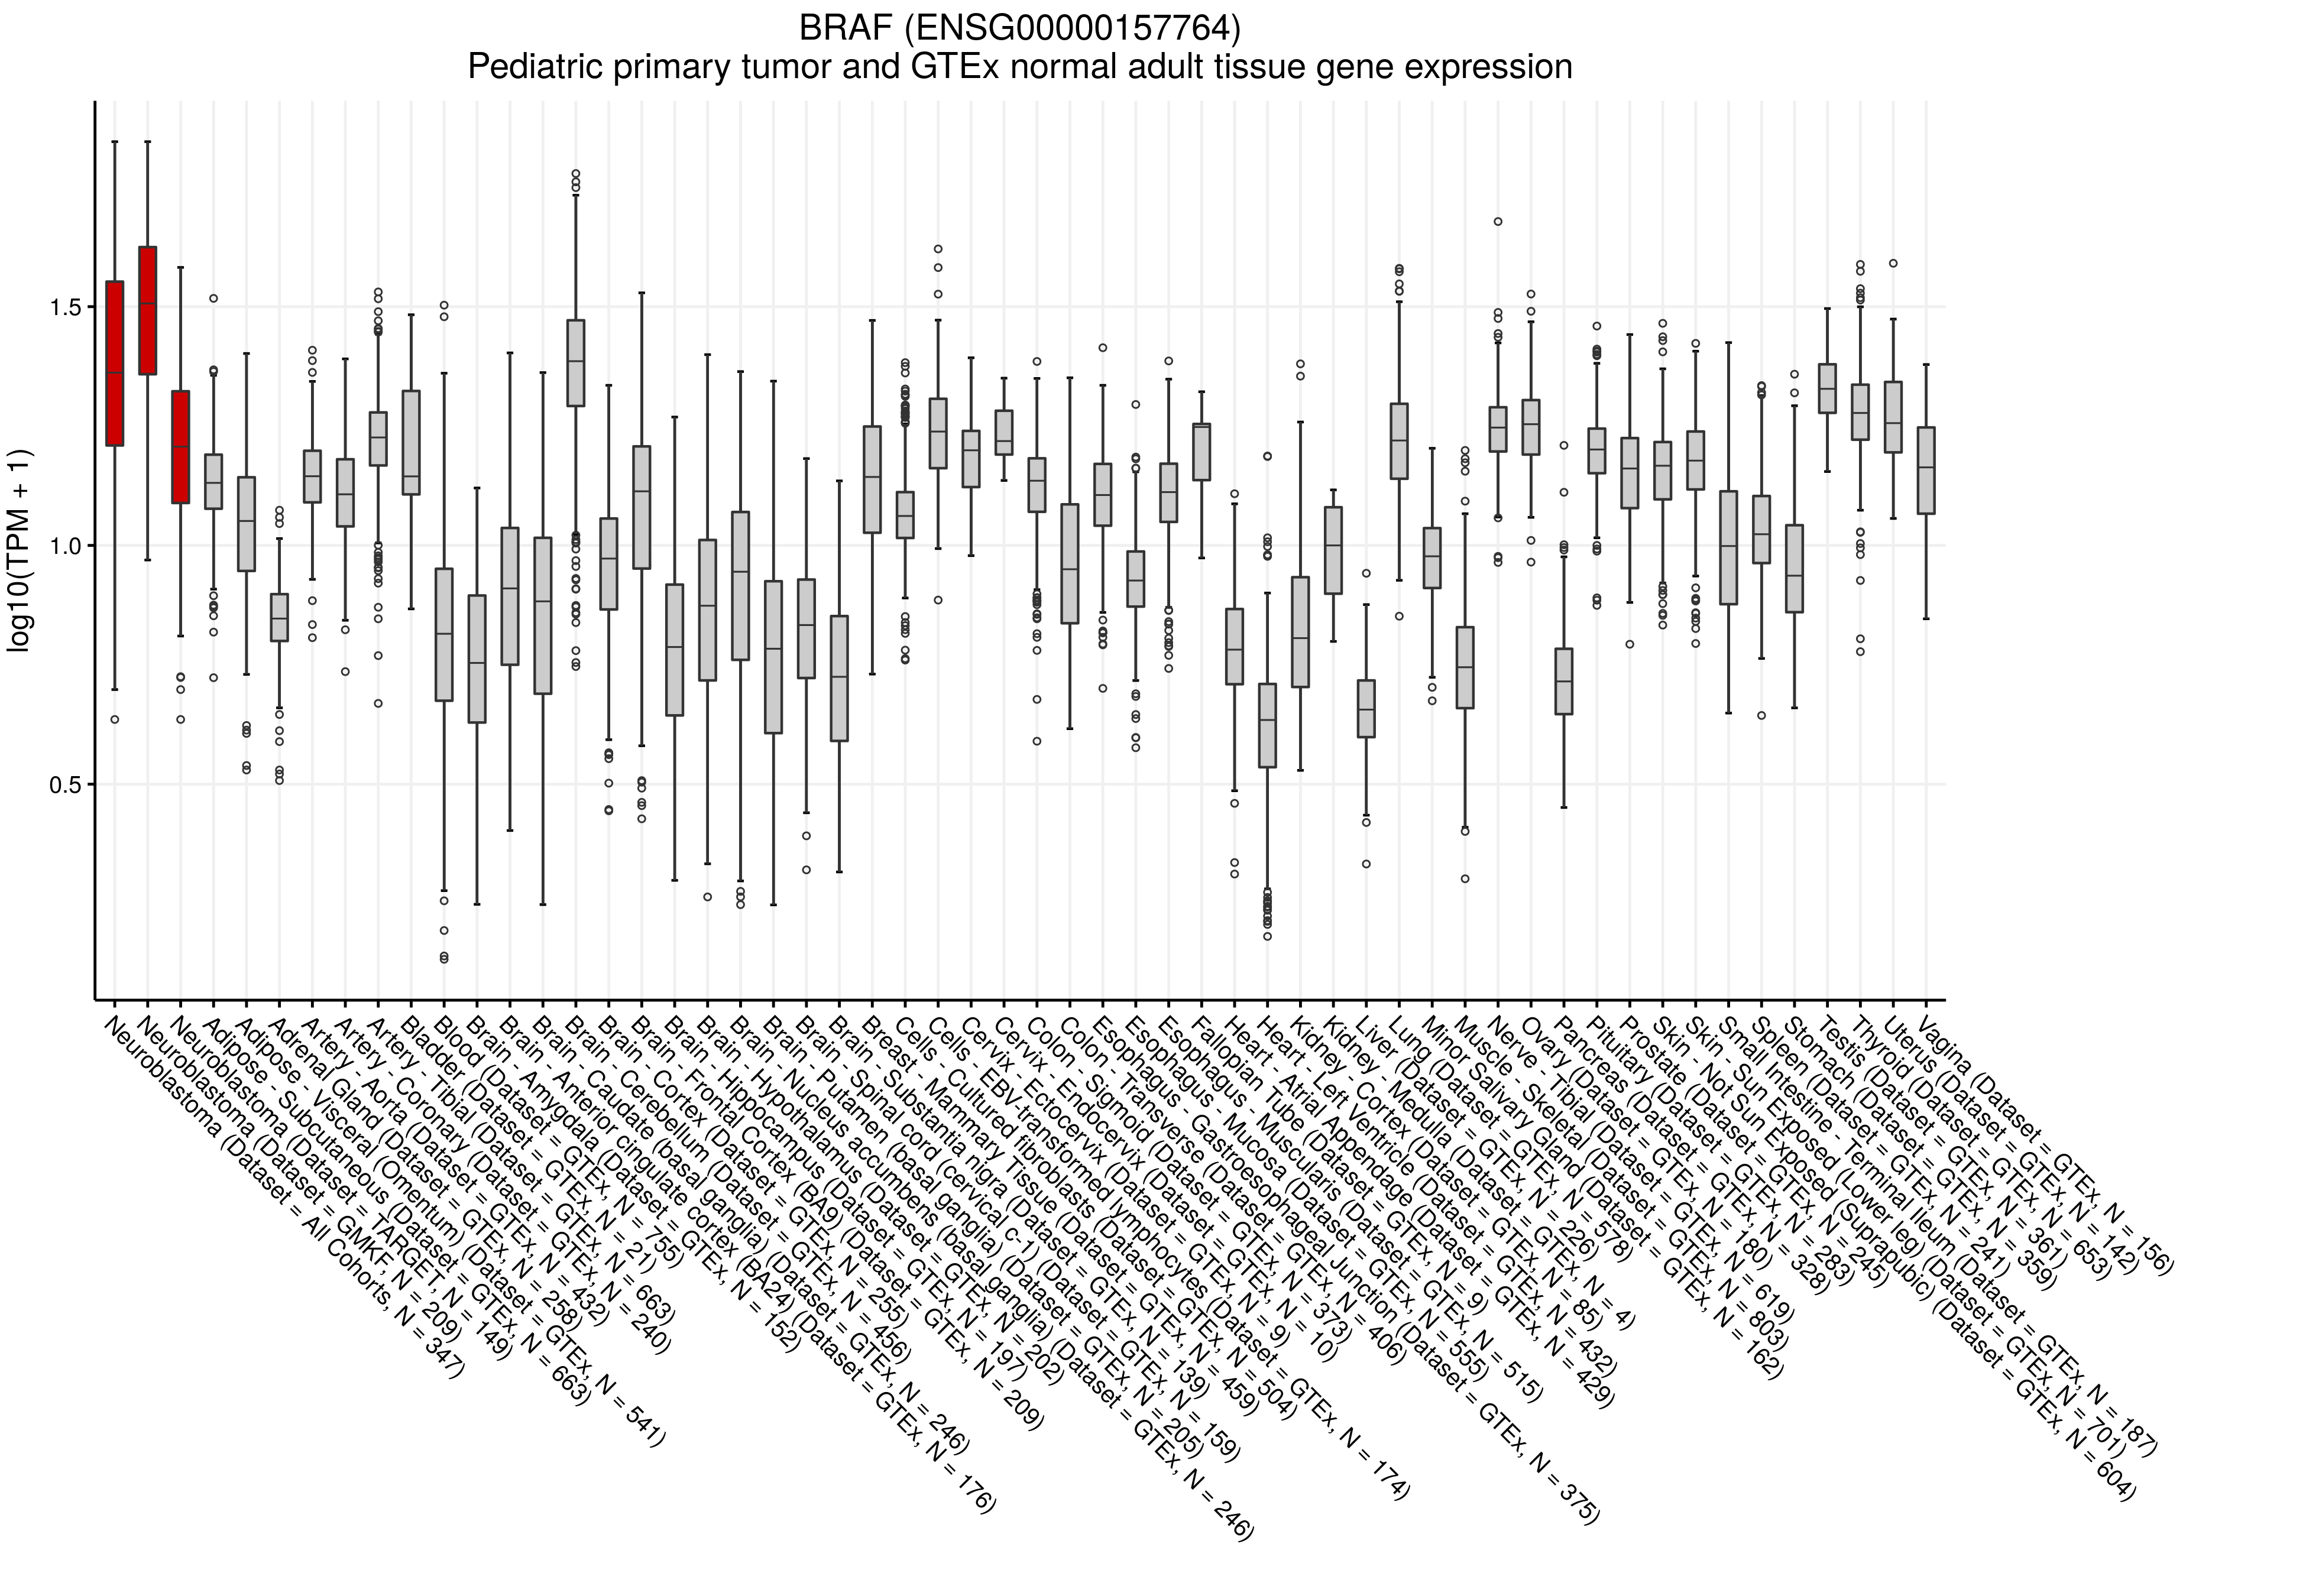 BRAF (ENSG00000157764)
Pediatric primary tumor and GTEx normal adult tissue gene expression
log10(TPM + 1)
1.5
1.0
0.5
Neuroblastoma (Dataset = All Cohorts, N = 347)
Neuroblastoma (Dataset = GMKF, N = 209)
Neuroblastoma (Dataset = TARGET, N = 149)
Adipose - Subcutaneous (Dataset = GTEx, N = 663)
Adipose - Visceral (Omentum) (Dataset = GTEx, N = 541)
Adrenal Gland (Dataset = GTEx, N = 258)
Artery - Aorta (Dataset = GTEx, N = 432)
Artery - Coronary (Dataset = GTEx, N = 240)
Artery - Tibial (Dataset = GTEx, N = 663)
Bladder (Dataset = GTEx, N = 21)
Blood (Dataset = GTEx, N = 755)
Brain - Amygdala (Dataset = GTEx, N = 152)
Brain - Anterior cingulate cortex (BA24) (Dataset = GTEx, N = 176)
Brain - Caudate (basal ganglia) (Dataset = GTEx, N = 246)
Brain - Cerebellum (Dataset = GTEx, N = 456)
Brain - Cortex (Dataset = GTEx, N = 255)
Brain - Frontal Cortex (BA9) (Dataset = GTEx, N = 209)
Brain - Hippocampus (Dataset = GTEx, N = 197)
Brain - Hypothalamus (Dataset = GTEx, N = 202)
Brain - Nucleus accumbens (basal ganglia) (Dataset = GTEx, N = 246)
Brain - Putamen (basal ganglia) (Dataset = GTEx, N = 205)
Brain - Spinal cord (cervical c-1) (Dataset = GTEx, N = 159)
Brain - Substantia nigra (Dataset = GTEx, N = 139)
Breast - Mammary Tissue (Dataset = GTEx, N = 459)
Cells - Cultured fibroblasts (Dataset = GTEx, N = 504)
Cells - EBV-transformed lymphocytes (Dataset = GTEx, N = 174)
Cervix - Ectocervix (Dataset = GTEx, N = 9)
Cervix - Endocervix (Dataset = GTEx, N = 10)
Colon - Sigmoid (Dataset = GTEx, N = 373)
Colon - Transverse (Dataset = GTEx, N = 406)
Esophagus - Gastroesophageal Junction (Dataset = GTEx, N = 375)
Esophagus - Mucosa (Dataset = GTEx, N = 555)
Esophagus - Muscularis (Dataset = GTEx, N = 515)
Fallopian Tube (Dataset = GTEx, N = 9)
Heart - Atrial Appendage (Dataset = GTEx, N = 429)
Heart - Left Ventricle (Dataset = GTEx, N = 432)
Kidney - Cortex (Dataset = GTEx, N = 85)
Kidney - Medulla (Dataset = GTEx, N = 4)
Liver (Dataset = GTEx, N = 226)
Lung (Dataset = GTEx, N = 578)
Minor Salivary Gland (Dataset = GTEx, N = 162)
Muscle - Skeletal (Dataset = GTEx, N = 803)
Nerve - Tibial (Dataset = GTEx, N = 619)
Ovary (Dataset = GTEx, N = 180)
Pancreas (Dataset = GTEx, N = 328)
Pituitary (Dataset = GTEx, N = 283)
Prostate (Dataset = GTEx, N = 245)
Skin - Not Sun Exposed (Suprapubic) (Dataset = GTEx, N = 604)
Skin - Sun Exposed (Lower leg) (Dataset = GTEx, N = 701)
Small Intestine - Terminal Ileum (Dataset = GTEx, N = 187)
Spleen (Dataset = GTEx, N = 241)
Stomach (Dataset = GTEx, N = 359)
Testis (Dataset = GTEx, N = 361)
Thyroid (Dataset = GTEx, N = 653)
Uterus (Dataset = GTEx, N = 142)
Vagina (Dataset = GTEx, N = 156)